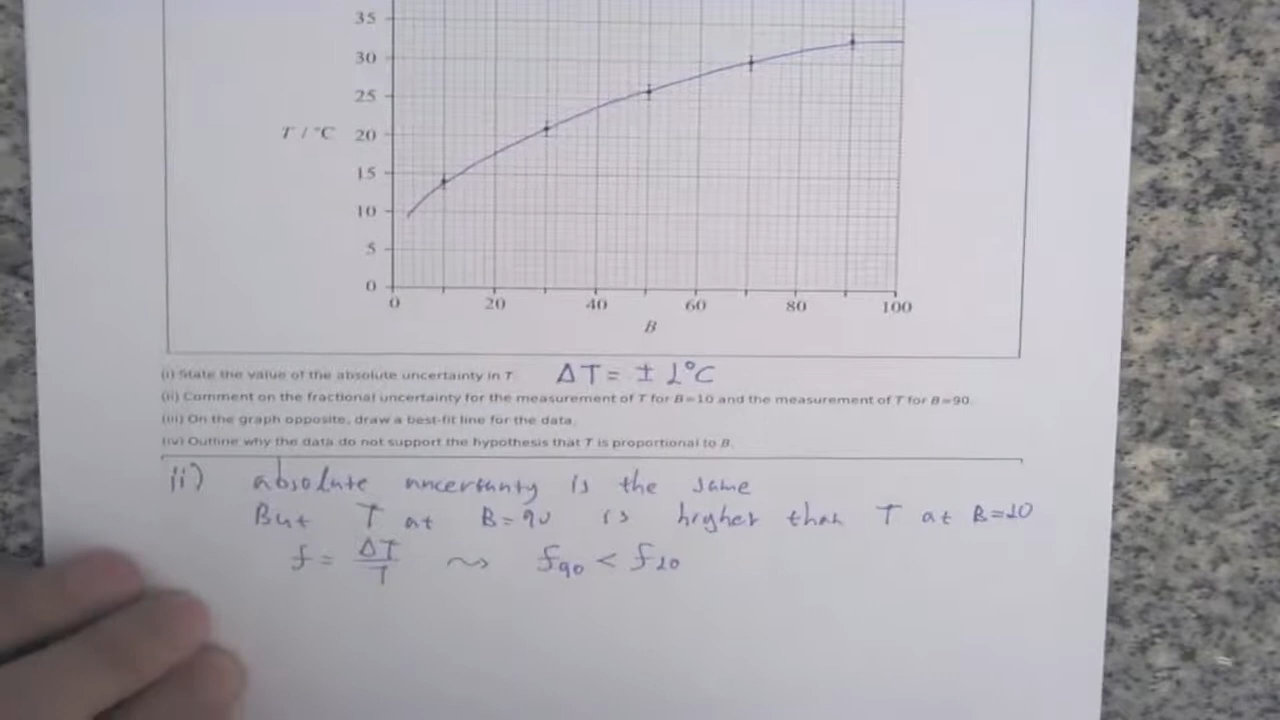 35
30
25
T / °C 20
15
10
5
0
0 20 40 60 80 100
B
(i) State the value of the absolute uncertainty in T. ΔT = ± 1°C
(ii) Comment on the fractional uncertainty for the measurement of T for B=10 and the measurement of T for B=90.
(iii) On the graph opposite, draw a best-fit line for the data.
(iv) Outline why the data do not support the hypothesis that T is proportional to B.
ii) absolute uncertanty is the same
But T at B=90 is higher than T at B=10
f = ΔT/T ⇝ f90 < f10